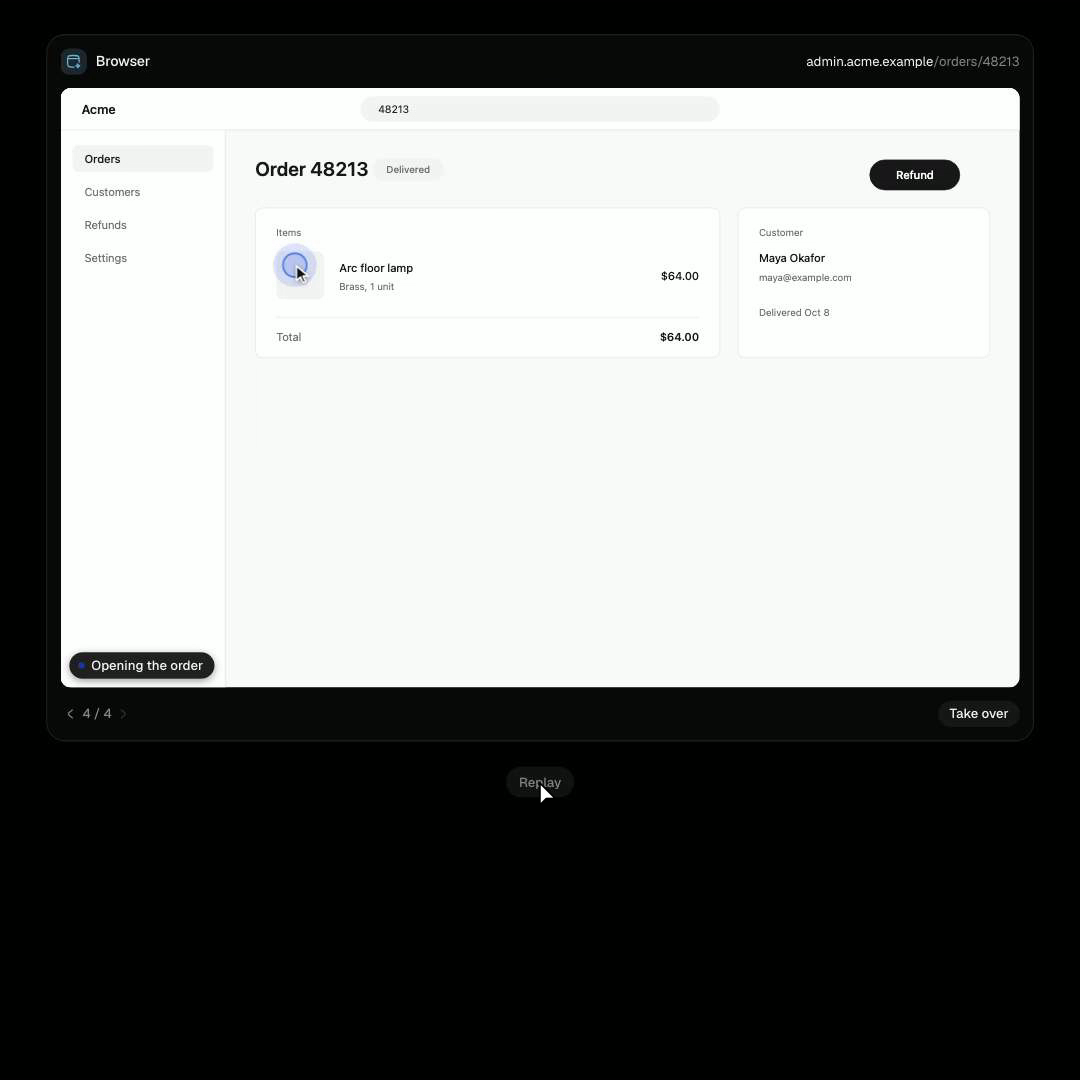 Browser
admin.acme.example/orders/48213
Acme
48213
Orders
Customers
Refunds
Settings
Order 48213
Delivered
Refund
Items
Arc floor lamp
Brass, 1 unit
$64.00
Total
$64.00
Customer
Maya Okafor
maya@example.com
Delivered Oct 8
Opening the order
4 / 4
Take over
Replay